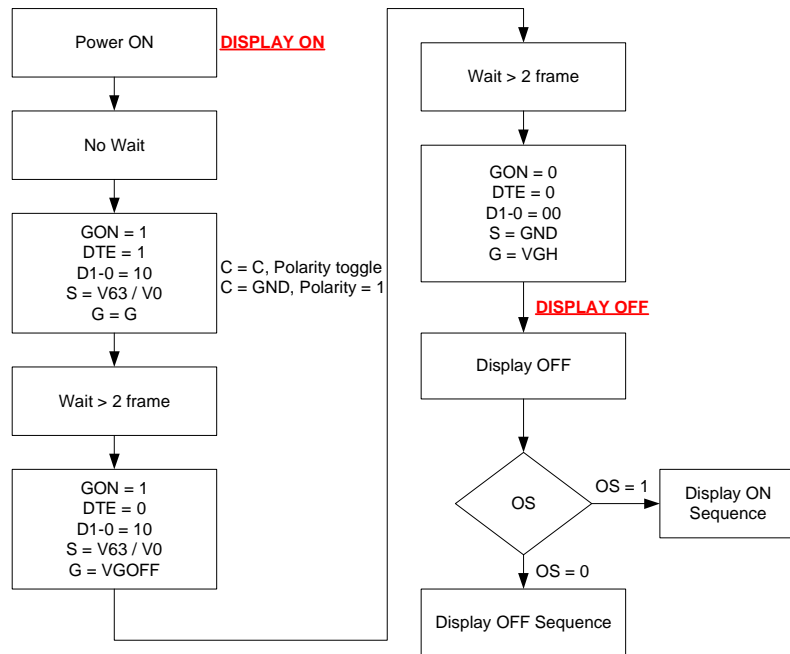 Power ON
DISPLAY ON
No Wait
GON = 1
DTE = 1
D1-0 = 10
S = V63 / V0
G = G
C = C, Polarity toggle
C = GND, Polarity = 1
Wait > 2 frame
GON = 1
DTE = 0
D1-0 = 10
S = V63 / V0
G = VGOFF
Wait > 2 frame
GON = 0
DTE = 0
D1-0 = 00
S = GND
G = VGH
DISPLAY OFF
Display OFF
OS
OS = 1
Display ON
Sequence
OS = 0
Display OFF Sequence